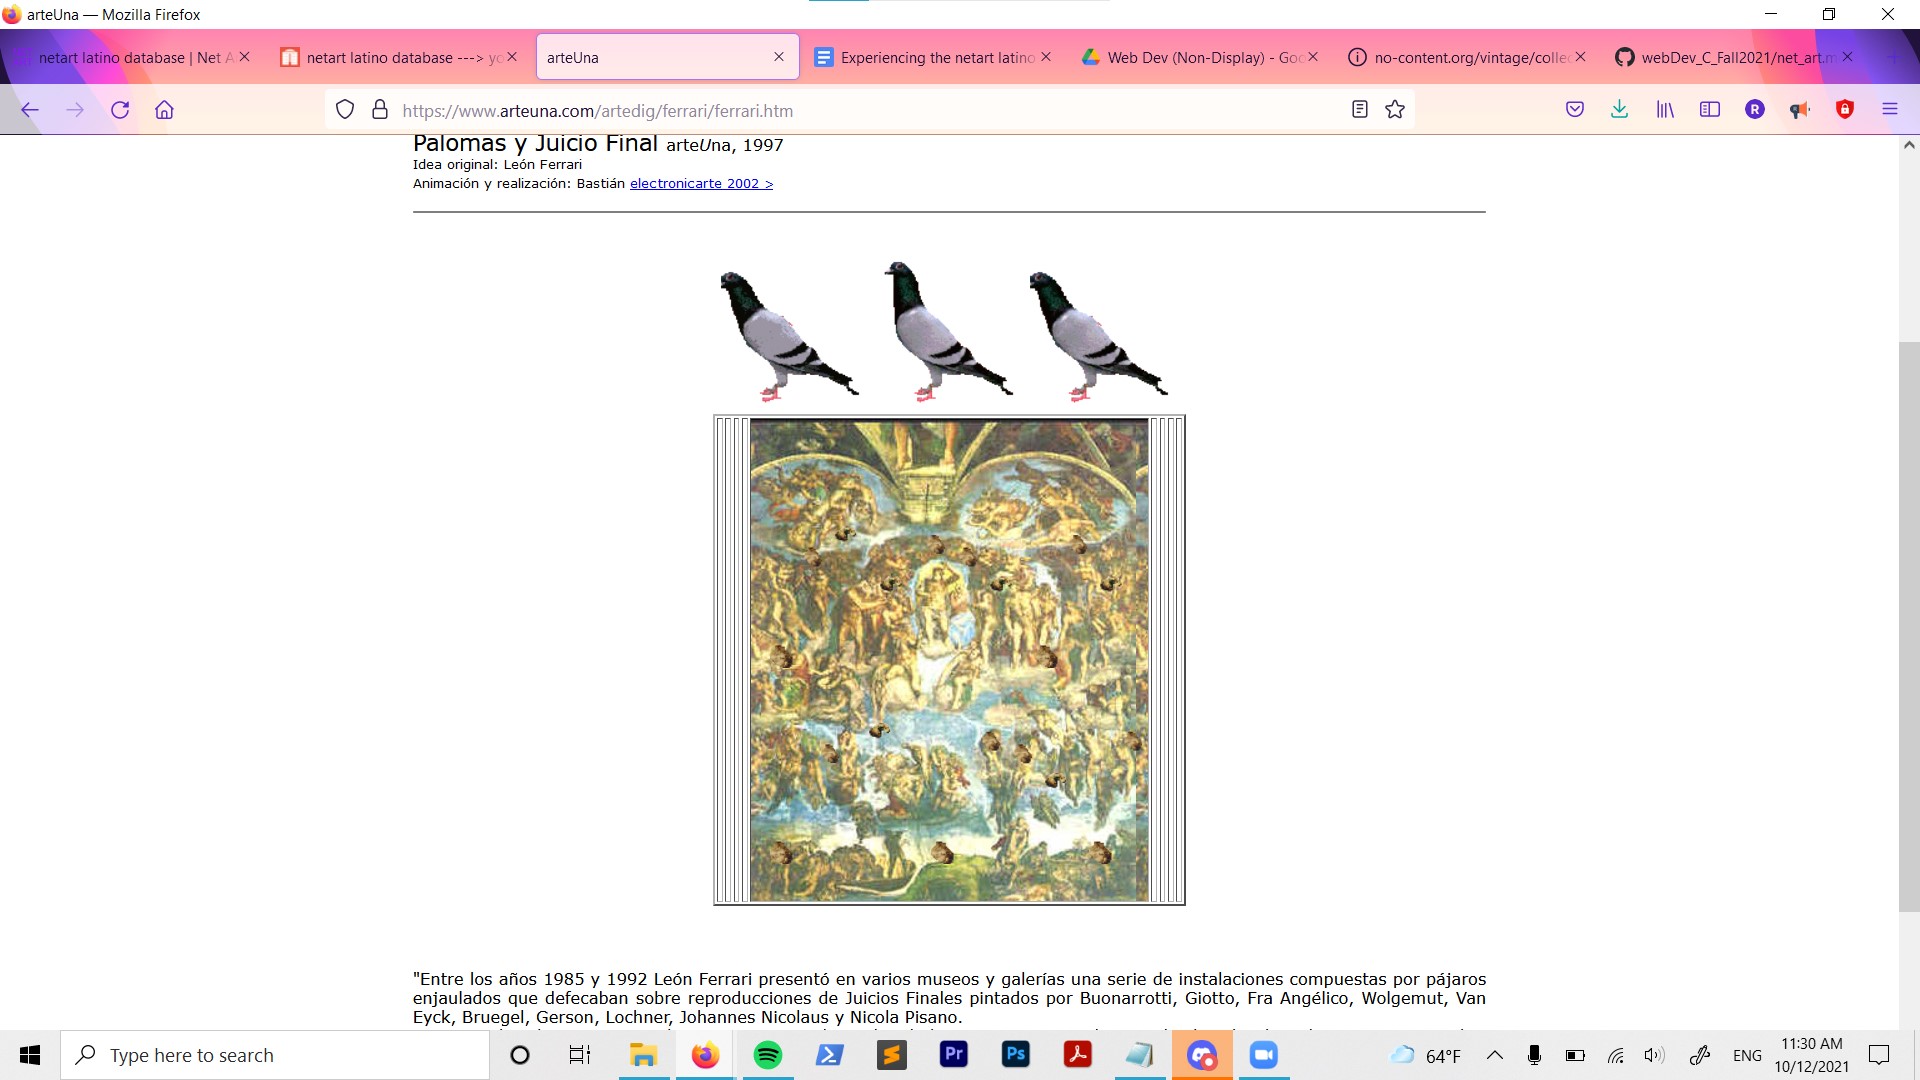 arteUna — Mozilla Firefox
netart latino database | Net A
netart latino database ---> yo
arteUna
Experiencing the netart latino
Web Dev (Non-Display) - Goo
no-content.org/vintage/collec
webDev_C_Fall2021/net_art.m
https://www.arteuna.com/artedig/ferrari/ferrari.htm
R
Palomas y Juicio Final arteUna, 1997
Idea original: León Ferrari
Animación y realización: Bastián electronicarte 2002 >
"Entre los años 1985 y 1992 León Ferrari presentó en varios museos y galerías una serie de instalaciones compuestas por pájaros
enjaulados que defecaban sobre reproducciones de Juicios Finales pintados por Buonarrotti, Giotto, Fra Angélico, Wolgemut, Van
Eyck, Bruegel, Gerson, Lochner, Johannes Nicolaus y Nicola Pisano.
Type here to search
Pr
Ps
64°F
ENG
11:30 AM
10/12/2021